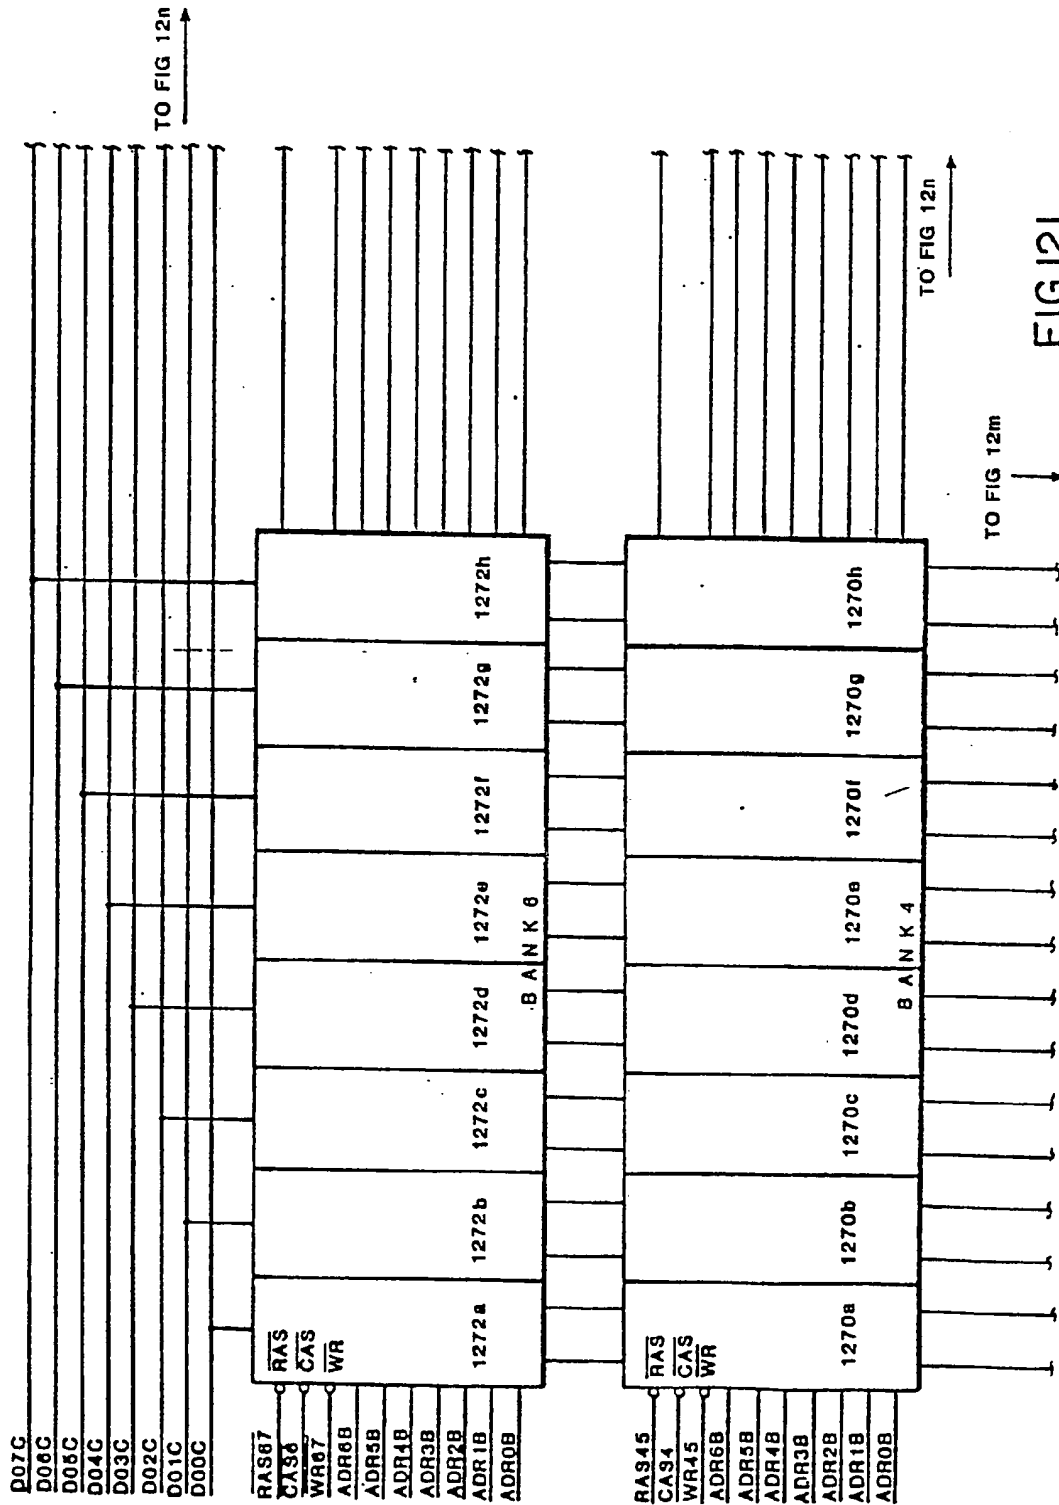 D07C
D06C
D05C
D04C
D03C
D02C
D01C
D00C
TO FIG 12n
RAS67
CAS6
WR67
ADR6B
ADR5B
ADR4B
ADR3B
ADR2B
ADR1B
ADR0B
RAS
CAS
WR
1272a
1272b
1272c
1272d
1272e
1272f
1272g
1272h
BANK 6
RAS45
CAS4
WR45
ADR6B
ADR5B
ADR4B
ADR3B
ADR2B
ADR1B
ADR0B
RAS
CAS
WR
1270a
1270b
1270c
1270d
1270e
1270f
1270g
1270h
BANK 4
TO FIG 12n
TO FIG 12m